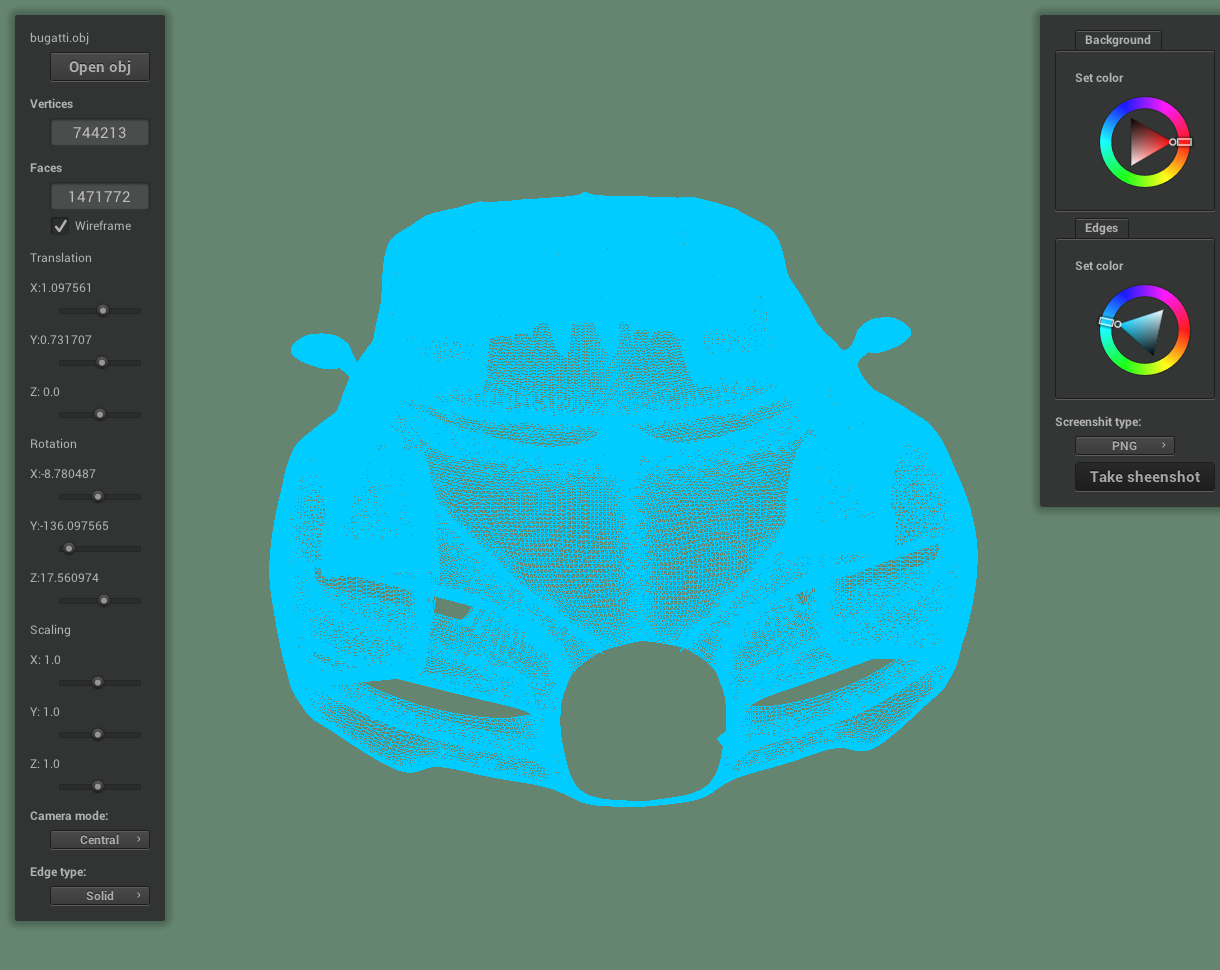 bugatti.obj
Open obj
Vertices
744213
Faces
1471772
Wireframe
Translation
X:1.097561
Y:0.731707
Z: 0.0
Rotation
X:-8.780487
Y:-136.097565
Z:17.560974
Scaling
X: 1.0
Y: 1.0
Z: 1.0
Camera mode:
Central
Edge type:
Solid
Background
Set color
Edges
Set color
Screenshit type:
PNG
Take sheenshot